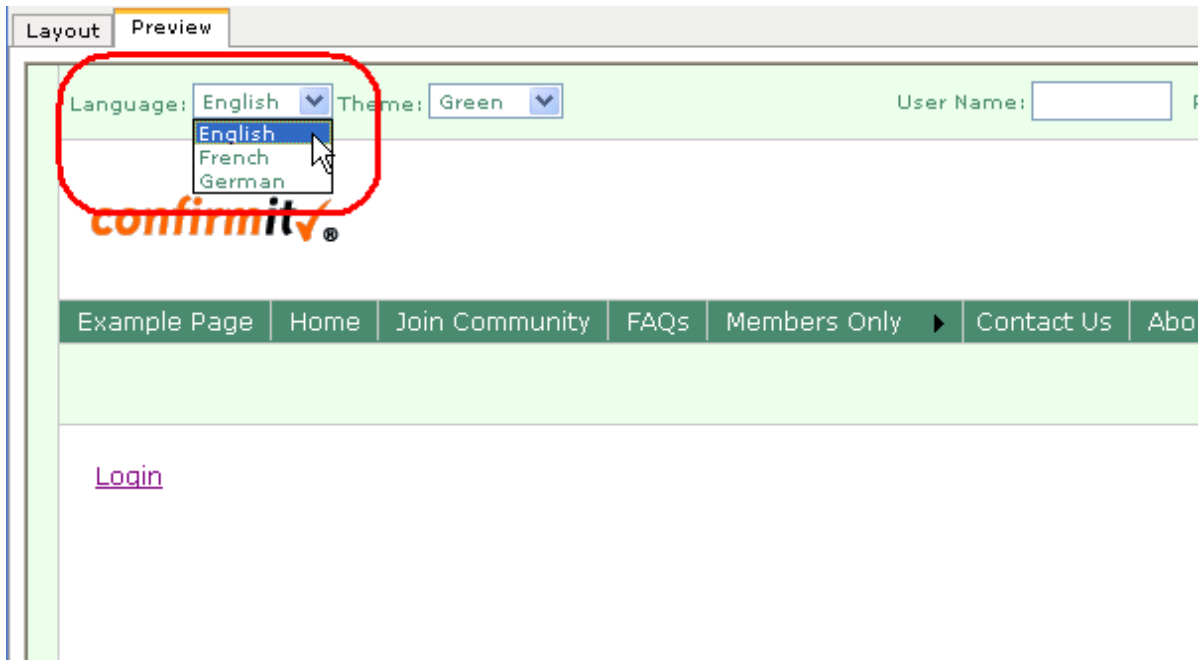 Layout Preview
Language: English Theme: Green User Name:
English
French
German
confirmit®
Example Page Home Join Community FAQs Members Only Contact Us
Login